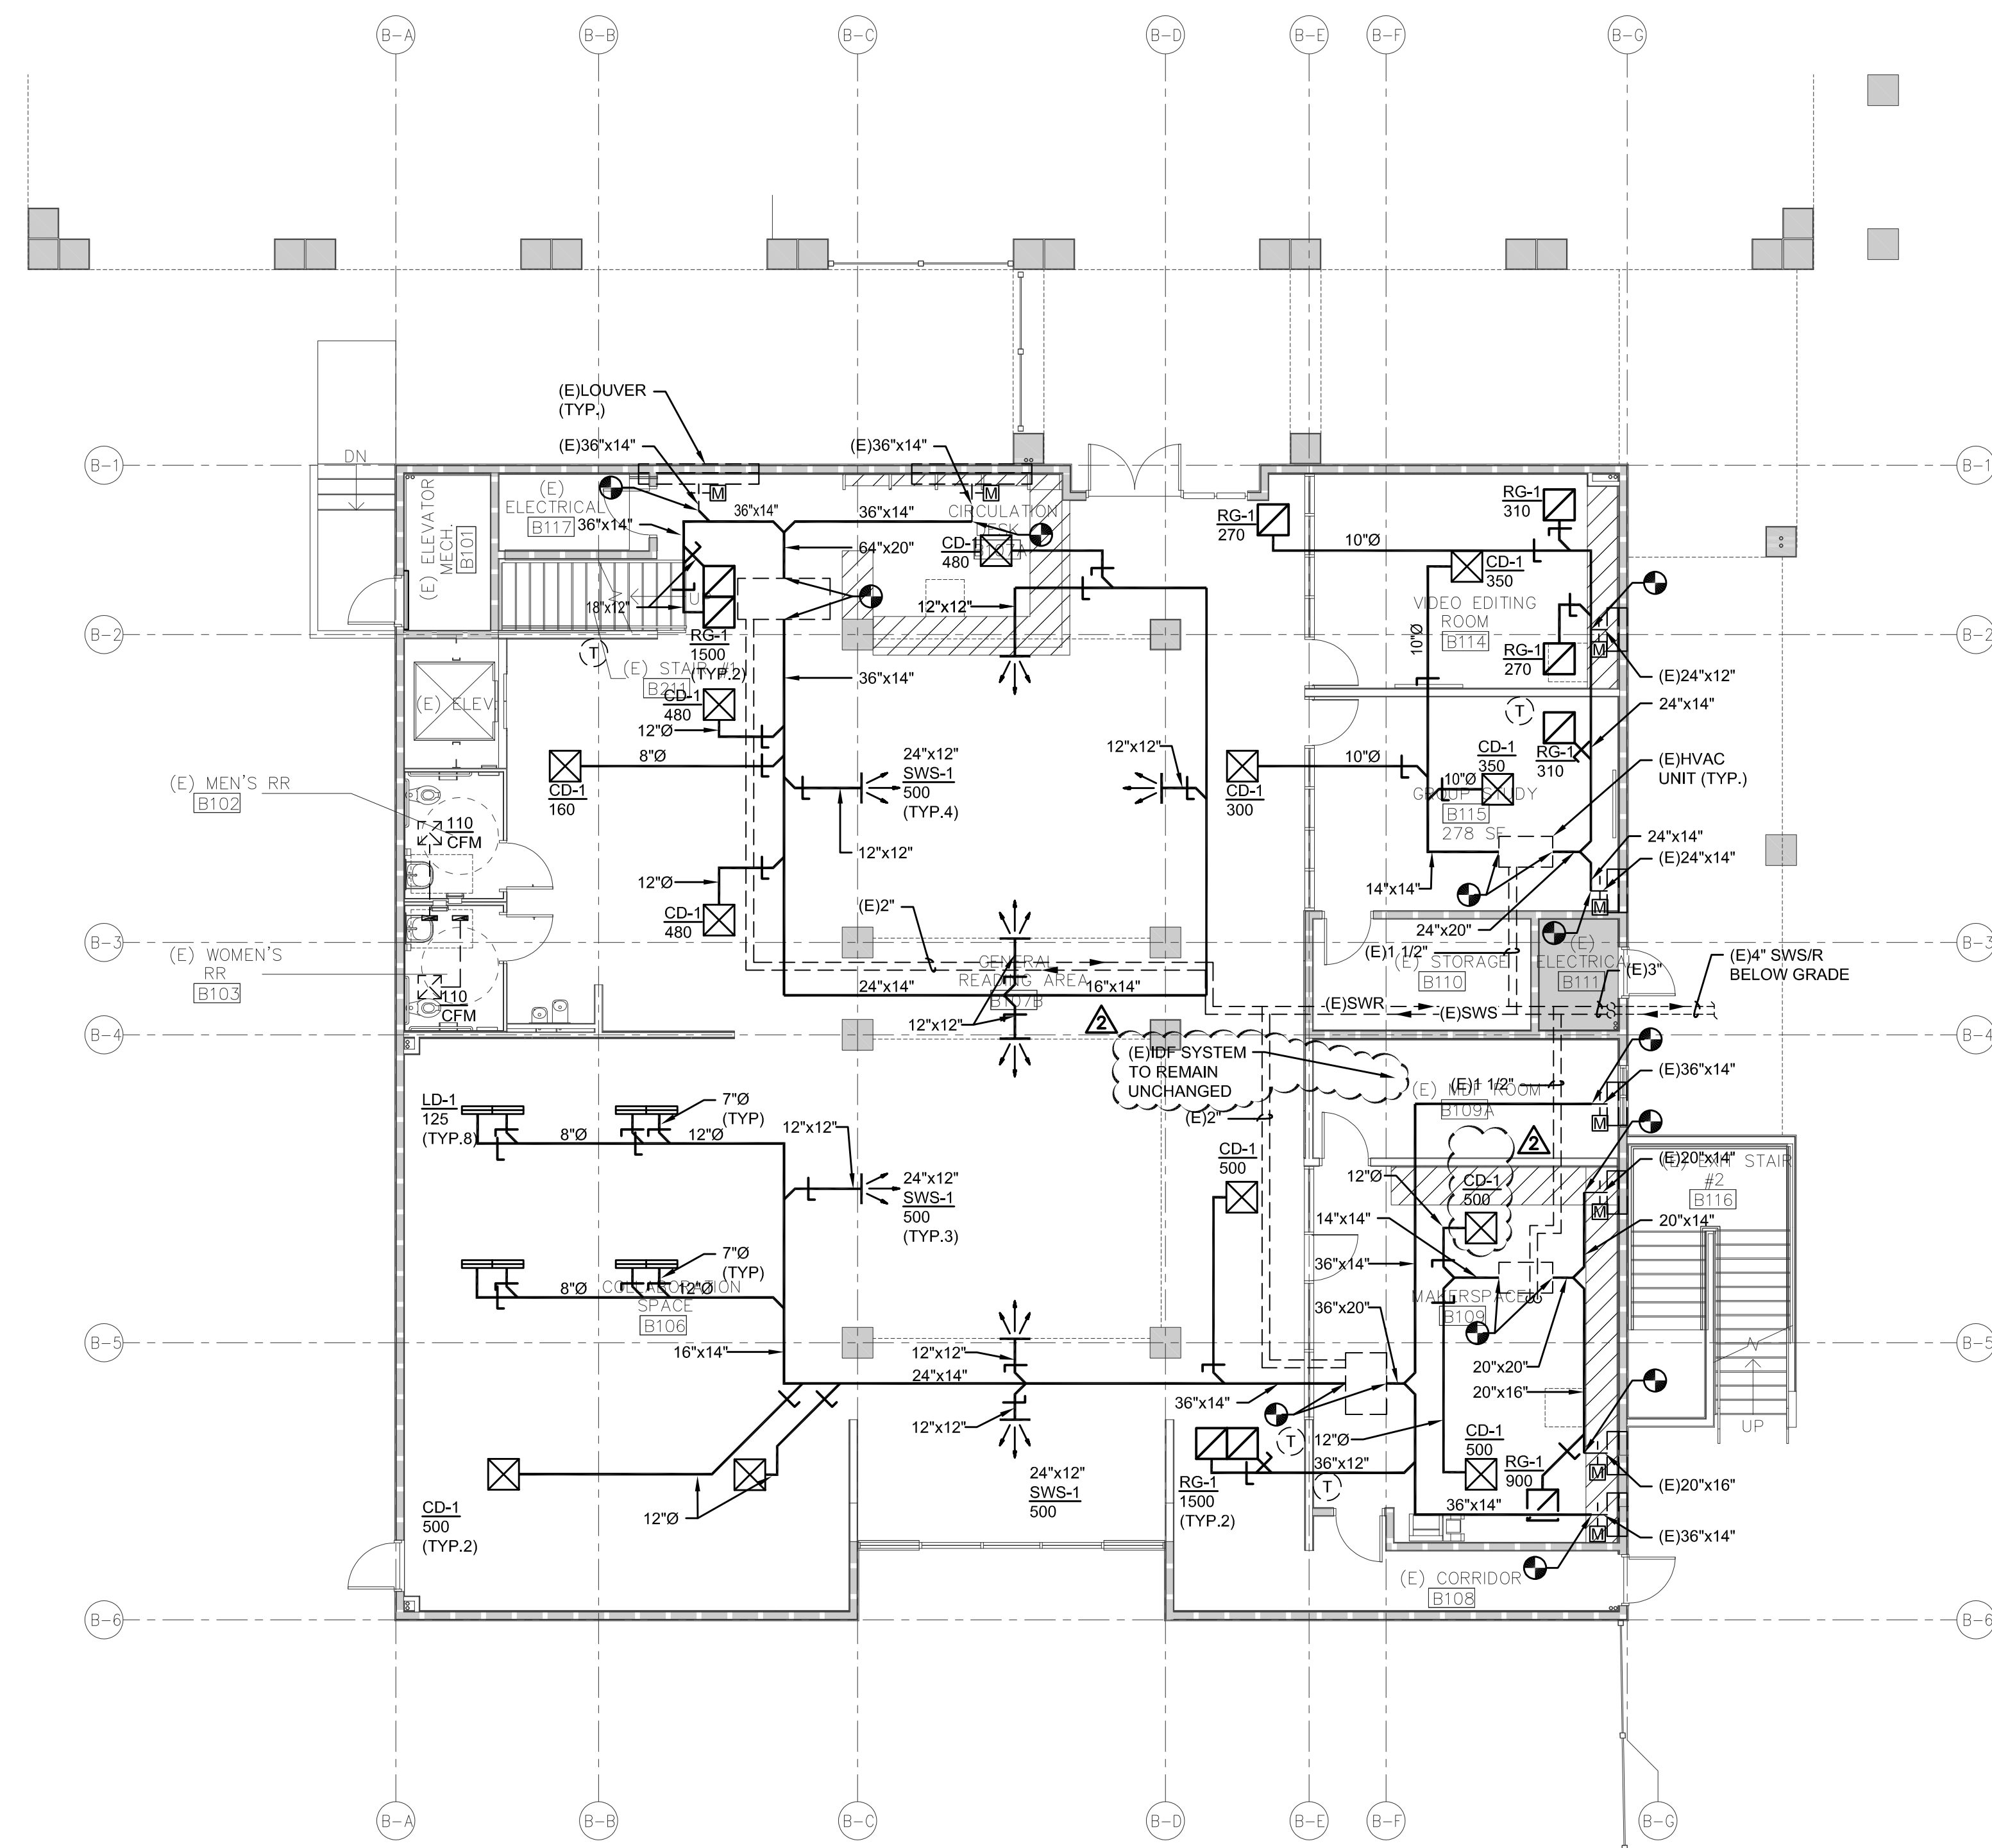 B-A
B-B
B-C
B-D
B-E
B-F
B-G
(E)LOUVER
(TYP.)
(E)36"x14"
(E)36"x14"
B-1
B-1
DN
(E) ELEVATOR
MECH.
B101
(E)
ELECTRICAL
B117
M
36"x14"
36"x14"
36"x14"
M
CIRCULATION
DESK
CD-1
480
RG-1
270
RG-1
310
10"Ø
64"x20"
CD-1
350
18"x12"
12"x12"
VIDEO EDITING
ROOM
B114
10"Ø
B-2
B-2
RG-1
1500
(TYP.2)
T
(E) STAIR #1
B211
M
RG-1
270
(E)24"x12"
36"x14"
(E) ELEV.
CD-1
480
12"Ø
8"Ø
CD-1
160
24"x12"
SWS-1
500
(TYP.4)
12"x12"
12"x12"
CD-1
300
10"Ø
T
24"x14"
CD-1
350
RG-1
310
10"Ø
GROUP STUDY
B115
278 SF
(E)HVAC
UNIT (TYP.)
(E) MEN'S RR
B102
110
CFM
24"x14"
(E)24"x14"
14"x14"
M
12"Ø
CD-1
480
(E)2"
24"x20"
B-3
B-3
(E) WOMEN'S
RR
B103
110
CFM
GENERAL
READING AREA
B107B
24"x14"
16"x14"
12"x12"
(E)1 1/2"
(E) STORAGE
B110
(E)
ELECTRICAL
B111
(E)3"
(E)4" SWS/R
BELOW GRADE
(E)SWR
(E)SWS
B-4
B-4
2
(E)IDF SYSTEM
TO REMAIN
UNCHANGED
(E)1 1/2"
(E) MDF ROOM
B109A
(E)36"x14"
M
(E)2"
LD-1
125
(TYP.8)
7"Ø
(TYP)
8"Ø
12"Ø
12"x12"
24"x12"
SWS-1
500
(TYP.3)
CD-1
500
2
12"Ø
CD-1
500
(E)20"x14"
(E) EXIT STAIR
#2
B116
M
14"x14"
20"x14"
7"Ø
(TYP)
8"Ø
12"Ø
COLLABORATION
SPACE
B106
36"x14"
MAKERSPACE
B109
36"x20"
B-5
B-5
16"x14"
12"x12"
24"x14"
36"x14"
20"x20"
20"x16"
12"x12"
UP
T
12"Ø
36"x12"
CD-1
500
RG-1
900
M
(E)20"x16"
24"x12"
SWS-1
500
RG-1
1500
(TYP.2)
T
36"x14"
M
(E)36"x14"
CD-1
500
(TYP.2)
12"Ø
(E) CORRIDOR
B108
B-6
B-6
B-A
B-B
B-C
B-D
B-E
B-F
B-G